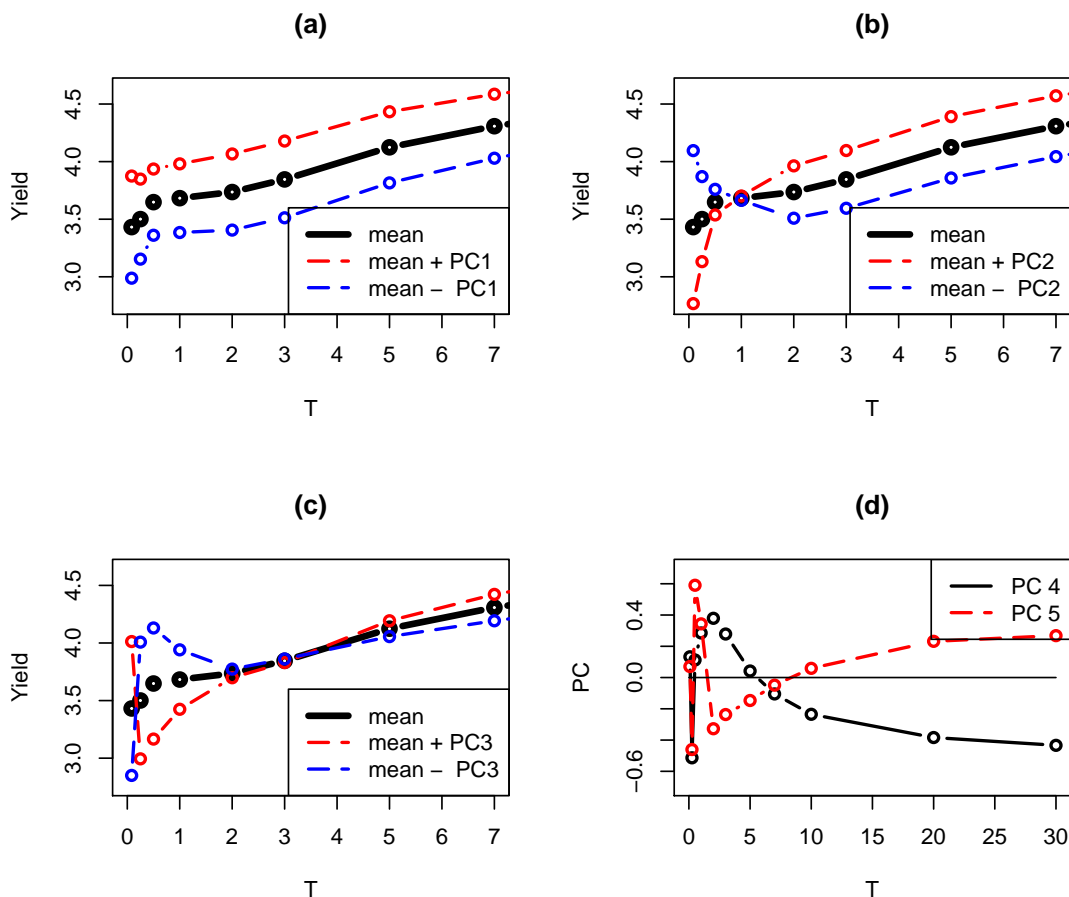 (a)
Yield
3.0 3.5 4.0 4.5
mean
mean + PC1
mean − PC1
0 1 2 3 4 5 6 7
T
(b)
Yield
3.0 3.5 4.0 4.5
mean
mean + PC2
mean − PC2
0 1 2 3 4 5 6 7
T
(c)
Yield
3.0 3.5 4.0 4.5
mean
mean + PC3
mean − PC3
0 1 2 3 4 5 6 7
T
(d)
PC
−0.6 0.0 0.4
PC 4
PC 5
0 5 10 15 20 25 30
T